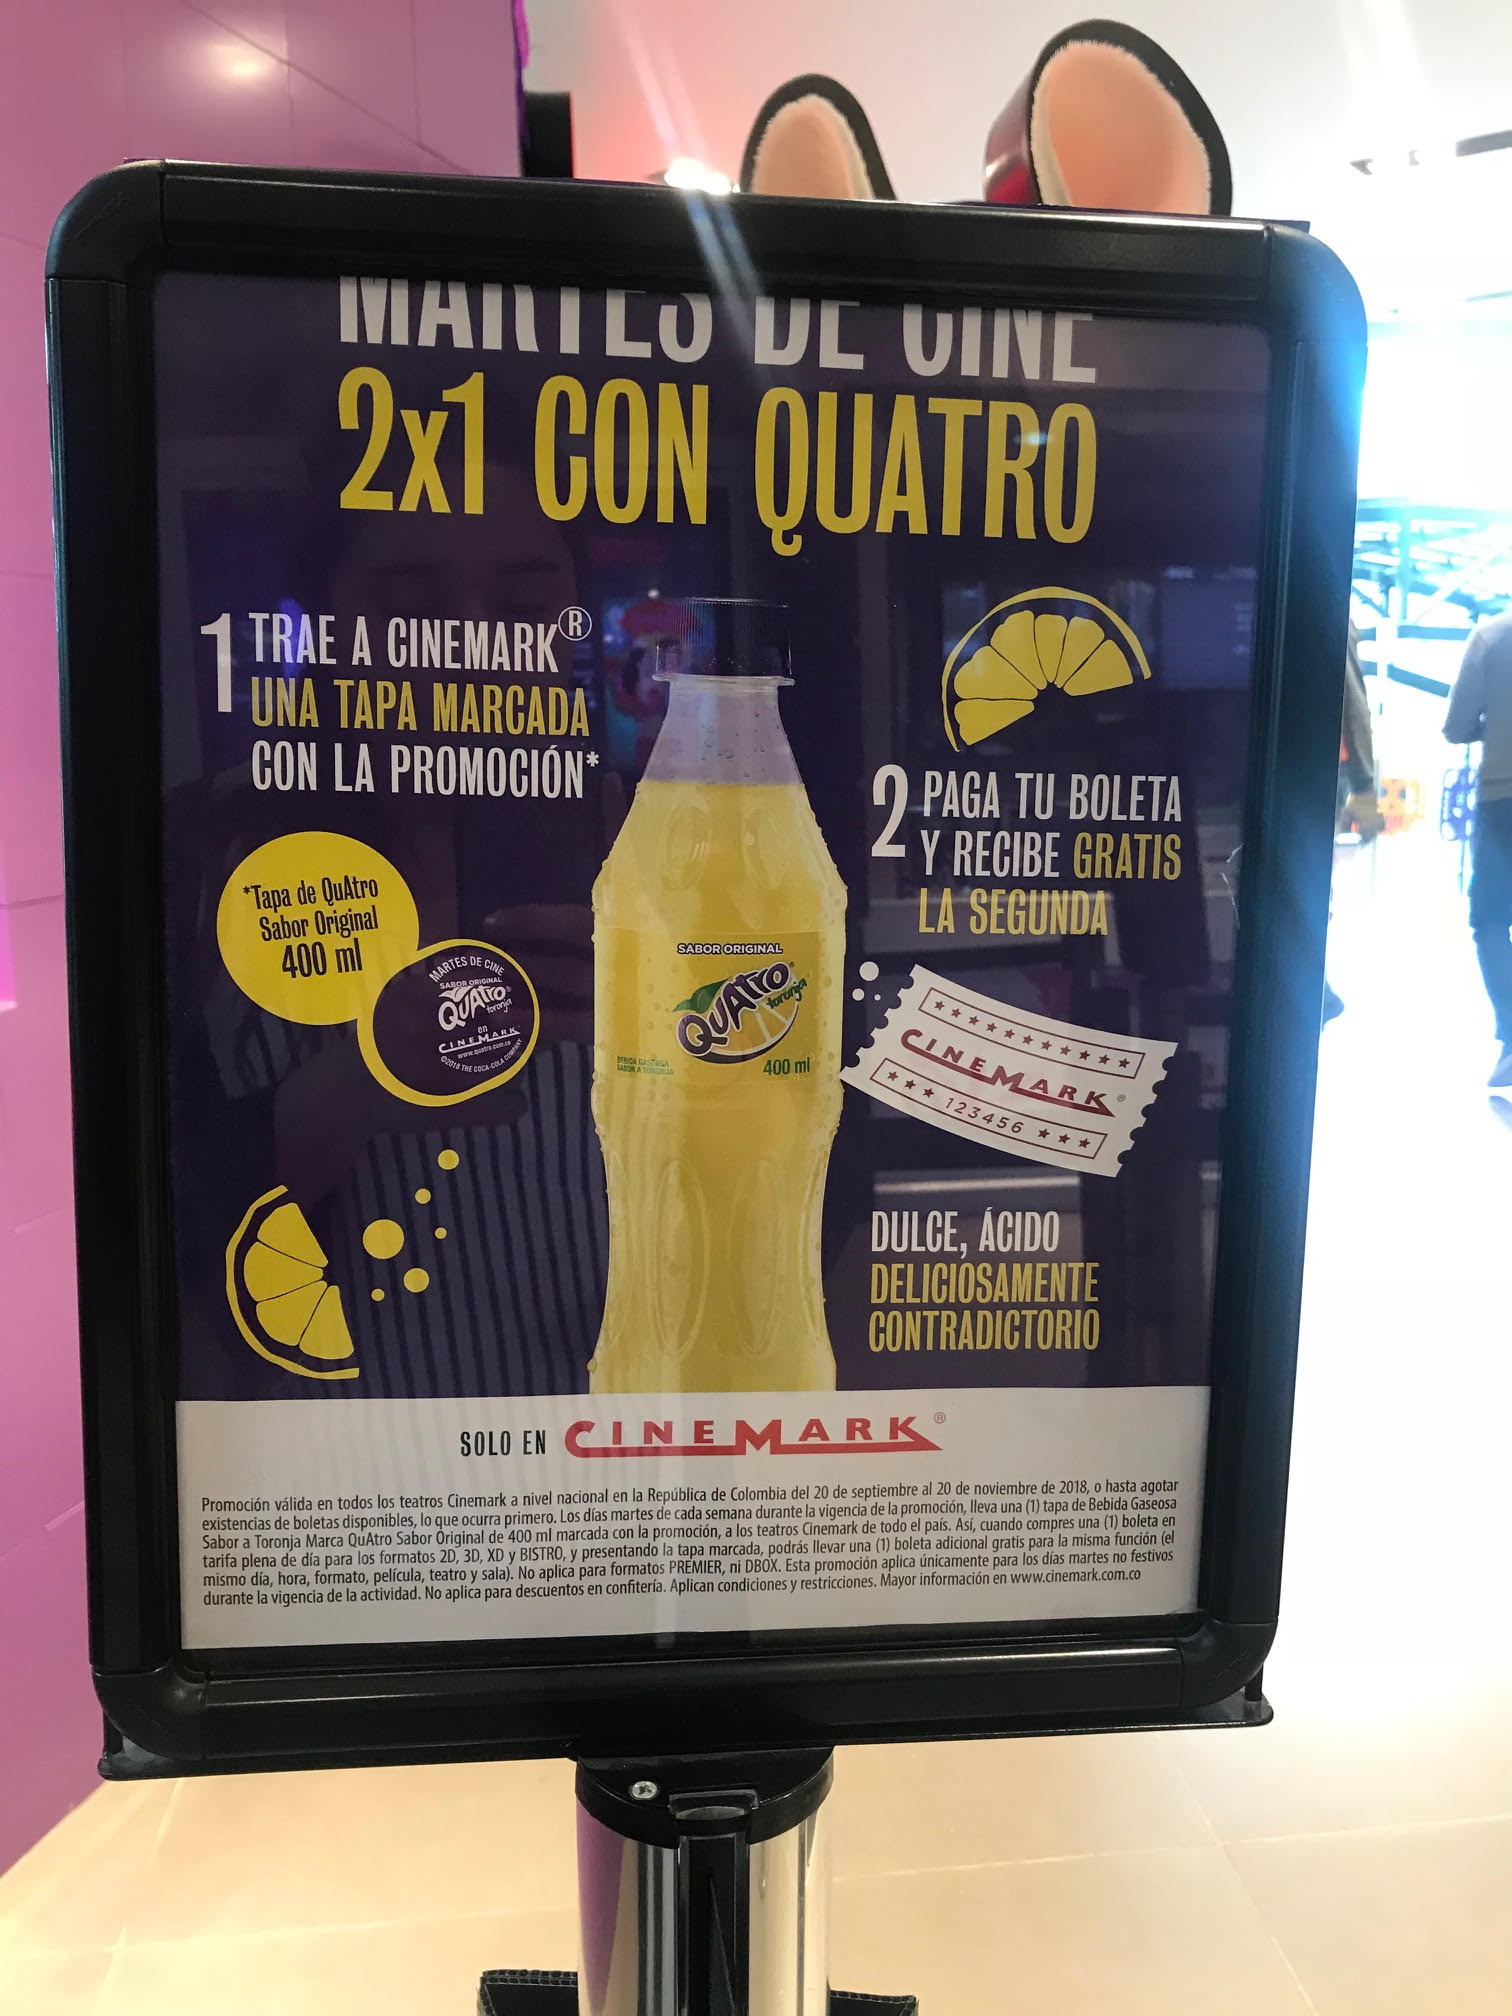 MARTES DE CINE
2x1 CON QUATRO
1 TRAE A CINEMARK®
UNA TAPA MARCADA
CON LA PROMOCIÓN*
*Tapa de QuAtro
Sabor Original
400 ml
MARTES DE CINE
SABOR ORIGINAL
QUAtro®
toronja
en
CINEMARK
www.quatro.com.co
©2018 THE COCA-COLA COMPANY
SABOR ORIGINAL
QUAtro®
toronja
BEBIDA GASEOSA
SABOR A TORONJA
400 ml
2 PAGA TU BOLETA
Y RECIBE GRATIS
LA SEGUNDA
CINEMARK®
123456
DULCE, ÁCIDO
DELICIOSAMENTE
CONTRADICTORIO
SOLO EN CINEMARK®
Promoción válida en todos los teatros Cinemark a nivel nacional en la República de Colombia del 20 de septiembre al 20 de noviembre de 2018, o hasta agotar
existencias de boletas disponibles, lo que ocurra primero. Los días martes de cada semana durante la vigencia de la promoción, lleva una (1) tapa de Bebida Gaseosa
Sabor a Toronja Marca QuAtro Sabor Original de 400 ml marcada con la promoción, a los teatros Cinemark de todo el país. Así, cuando compres una (1) boleta en
tarifa plena de día para los formatos 2D, 3D, XD y BISTRO, y presentando la tapa marcada, podrás llevar una (1) boleta adicional gratis para la misma función (el
mismo día, hora, formato, película, teatro y sala). No aplica para formatos PREMIER, ni DBOX. Esta promoción aplica únicamente para los días martes no festivos
durante la vigencia de la actividad. No aplica para descuentos en confitería. Aplican condiciones y restricciones. Mayor información en www.cinemark.com.co